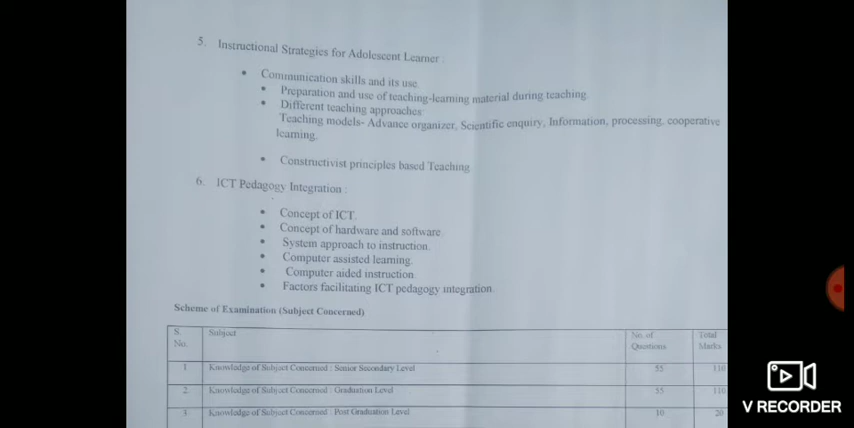 5. Instructional Strategies for Adolescent Learner :
• Communication skills and its use.
• Preparation and use of teaching-learning material during teaching.
• Different teaching approaches:
Teaching models- Advance organizer, Scientific enquiry, Information, processing, cooperative
learning.
• Constructivist principles based Teaching
6. ICT Pedagogy Integration :
• Concept of ICT.
• Concept of hardware and software.
• System approach to instruction.
• Computer assisted learning.
• Computer aided instruction
• Factors facilitating ICT pedagogy integration.
Scheme of Examination (Subject Concerned)
S. No. Subject No. of Questions Total Marks
1 Knowledge of Subject Concerned : Senior Secondary Level 55 110
2 Knowledge of Subject Concerned : Graduation Level 55 110
3 Knowledge of Subject Concerned : Post Graduation Level 10 20
V RECORDER